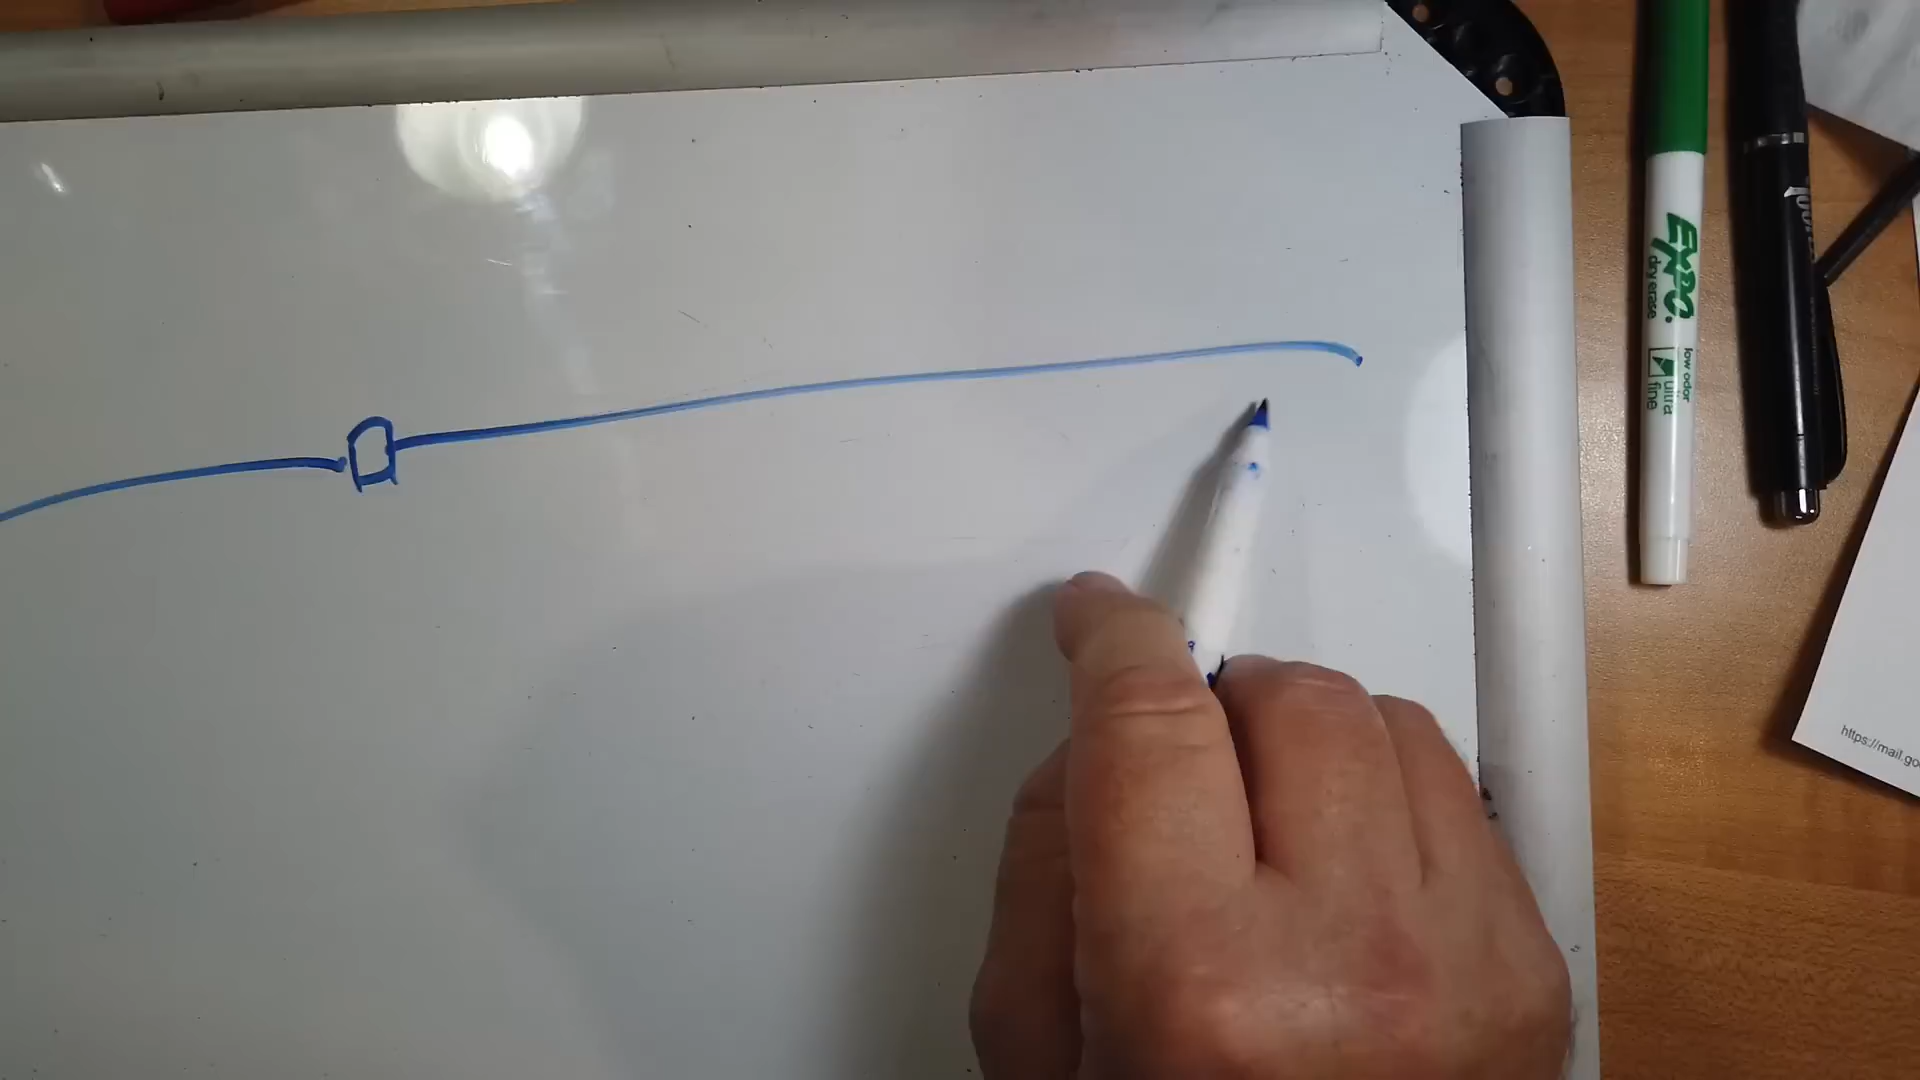 EXPO.
dry erase
low odor
ultra
fine
https://mail.go